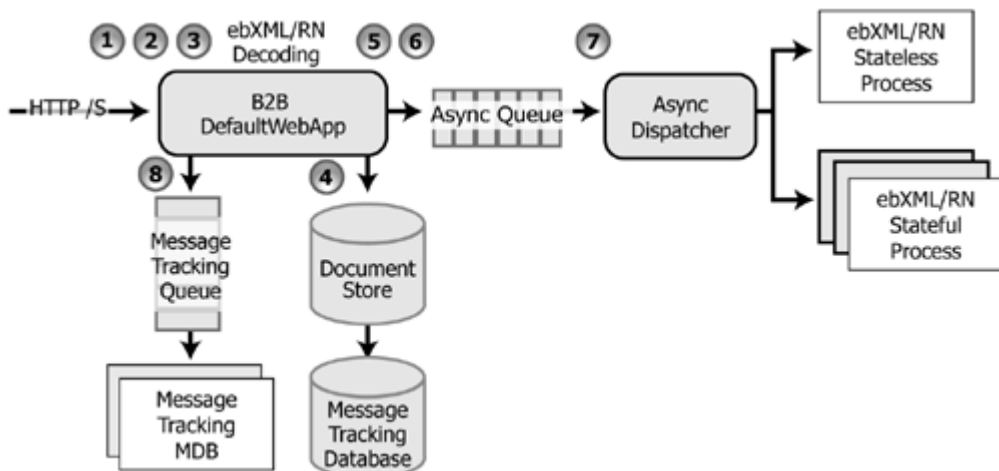 1 2 3
ebXML/RN
Decoding
5 6
7
HTTP /S
B2B
DefaultWebApp
Async Queue
Async
Dispatcher
ebXML/RN
Stateless
Process
8
4
Message
Tracking
Queue
Document
Store
ebXML/RN
Stateful
Process
Message
Tracking
MDB
Message
Tracking
Database